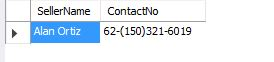 SellerName ContactNo
Alan Ortiz 62-(150)321-6019